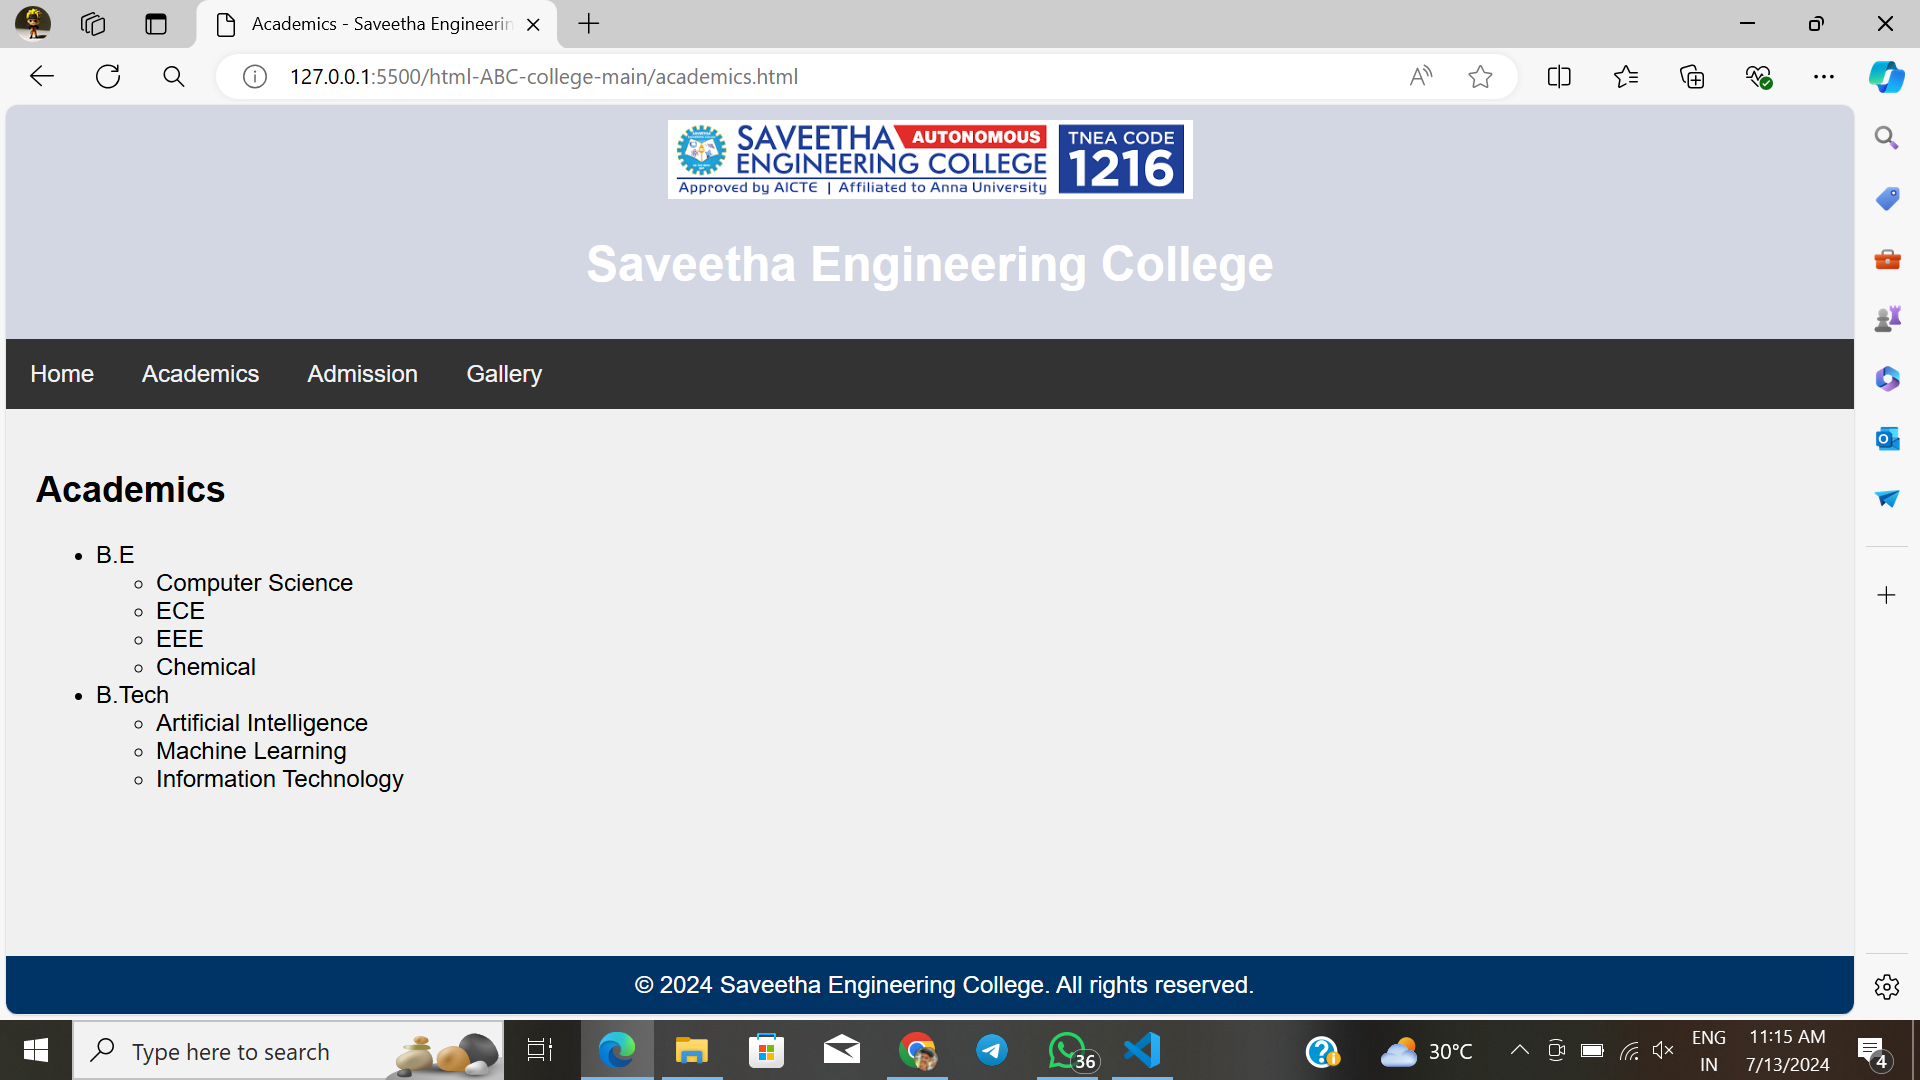 Academics - Saveetha Engineerin
127.0.0.1:5500/html-ABC-college-main/academics.html
SAVEETHA AUTONOMOUS
ENGINEERING COLLEGE
Approved by AICTE | Affiliated to Anna University
TNEA CODE
1216
Saveetha Engineering College
Home Academics Admission Gallery
Academics
B.E
Computer Science
ECE
EEE
Chemical
B.Tech
Artificial Intelligence
Machine Learning
Information Technology
© 2024 Saveetha Engineering College. All rights reserved.
Type here to search
36
30°C
ENG
IN
11:15 AM
7/13/2024
4